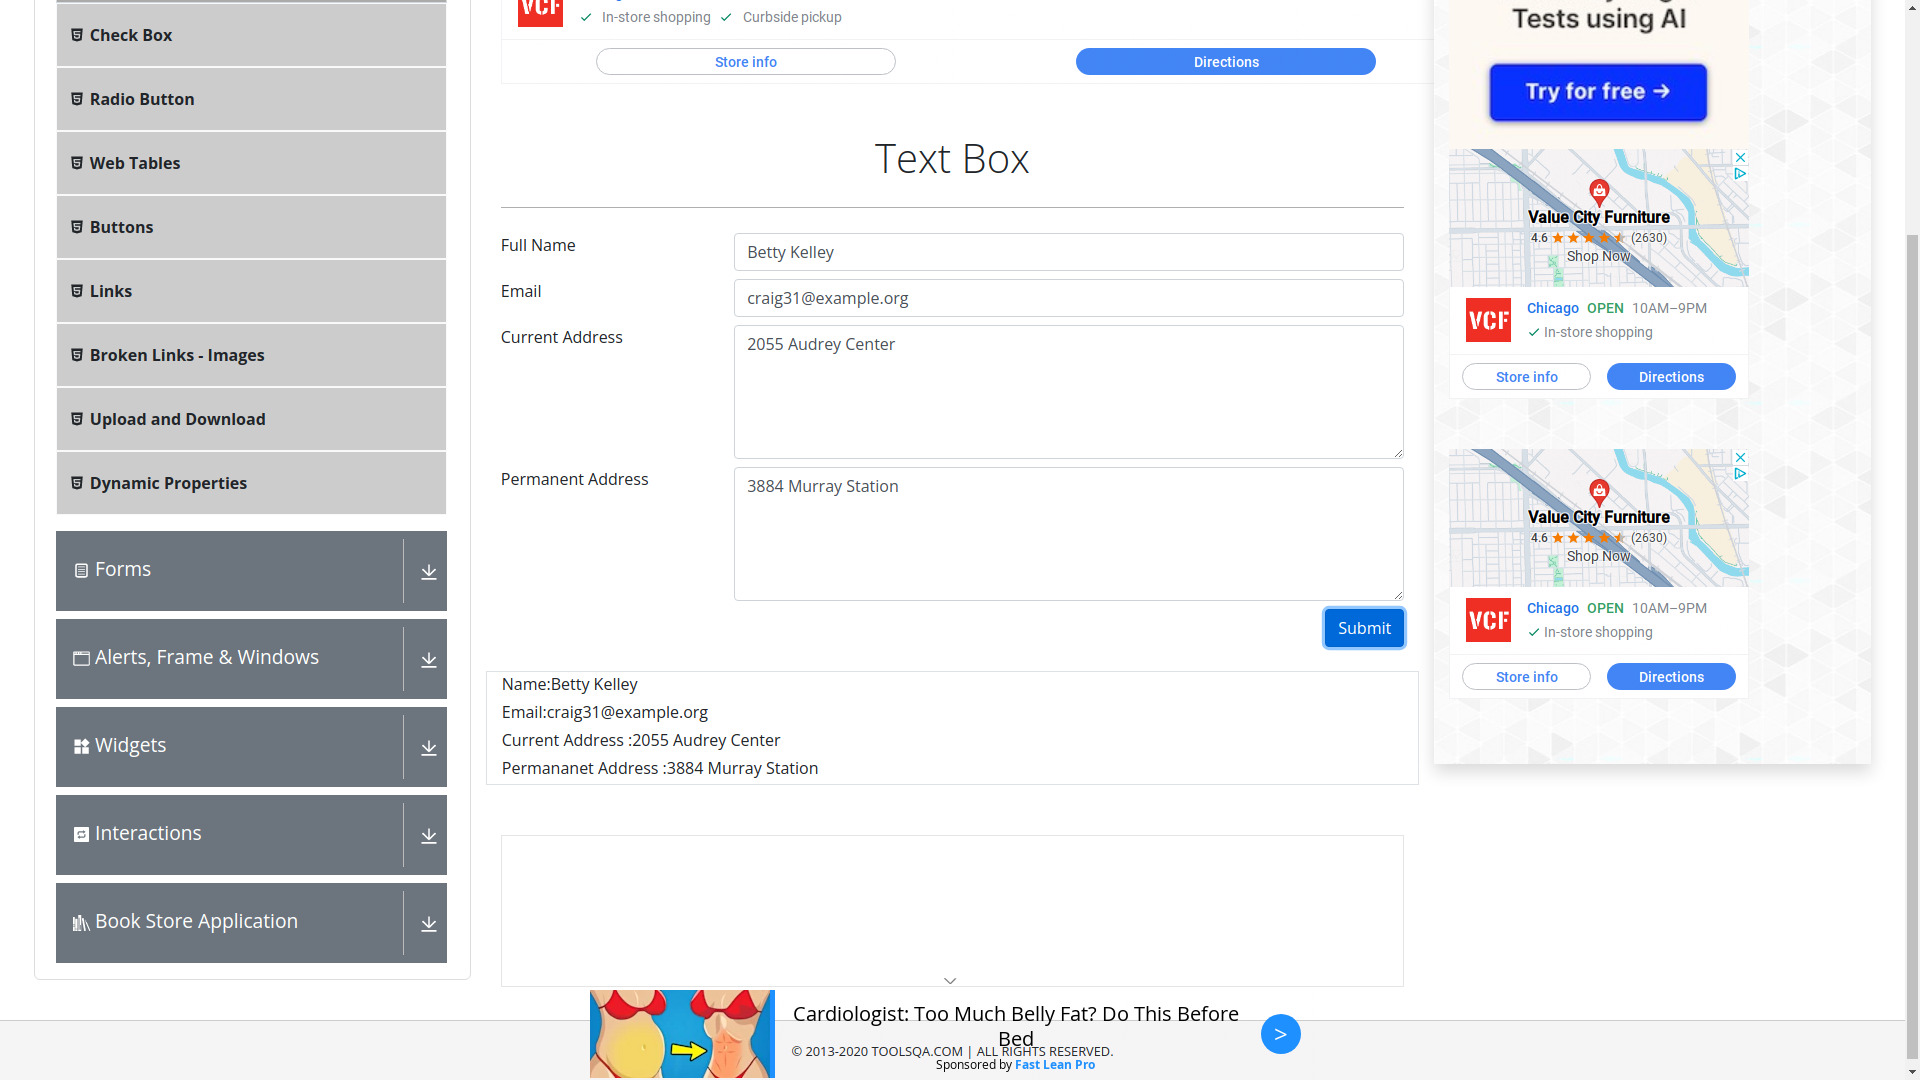 Check Box
Radio Button
Web Tables
Buttons
Links
Broken Links - Images
Upload and Download
Dynamic Properties
Forms
Alerts, Frame & Windows
Widgets
Interactions
Book Store Application
VCF
In-store shopping
Curbside pickup
Store info
Directions
Text Box
Full Name
Betty Kelley
Email
craig31@example.org
Current Address
2055 Audrey Center
Permanent Address
3884 Murray Station
Submit
Name:Betty Kelley
Email:craig31@example.org
Current Address :2055 Audrey Center
Permananet Address :3884 Murray Station
Tests using AI
Try for free →
Value City Furniture
4.6 (2630)
Shop Now
VCF
Chicago OPEN 10AM–9PM
In-store shopping
Store info
Directions
Value City Furniture
4.6 (2630)
Shop Now
VCF
Chicago OPEN 10AM–9PM
In-store shopping
Store info
Directions
Cardiologist: Too Much Belly Fat? Do This Before
Bed
© 2013-2020 TOOLSQA.COM | ALL RIGHTS RESERVED.
Sponsored by Fast Lean Pro
>